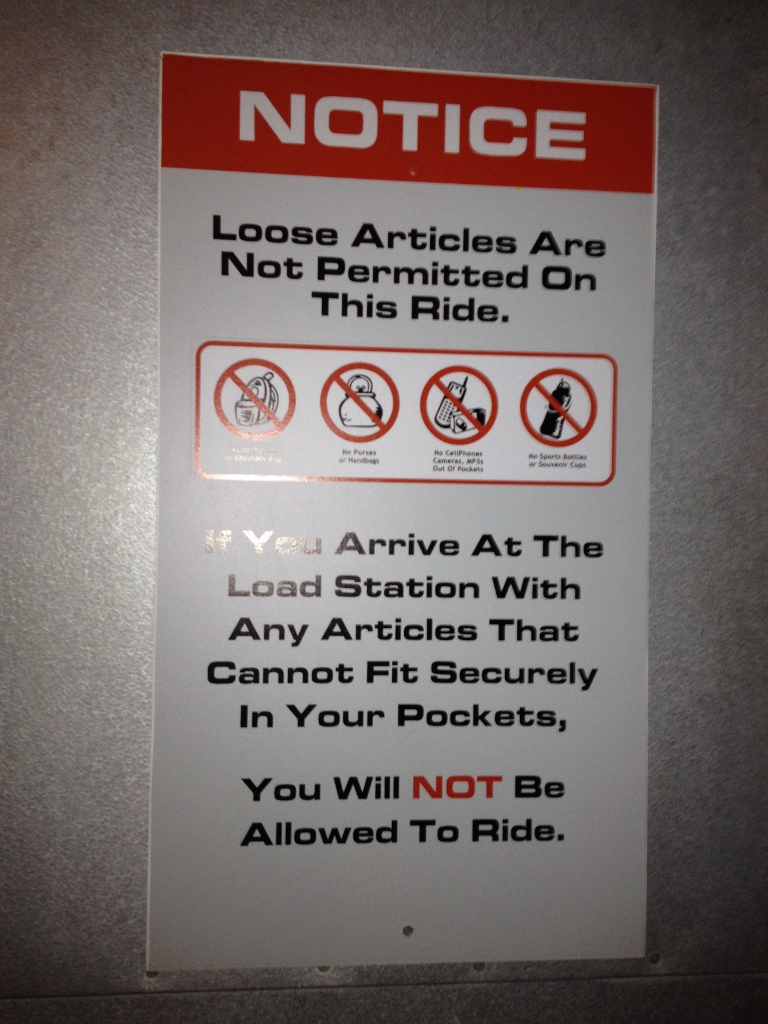 NOTICE
Loose Articles Are
Not Permitted On
This Ride.
No Purses
or Handbags
No CellPhones
Cameras, MP3s
Out Of Pockets
No Sports Bottles
or Souvenir Cups
If You Arrive At The
Load Station With
Any Articles That
Cannot Fit Securely
In Your Pockets,
You Will NOT Be
Allowed To Ride.